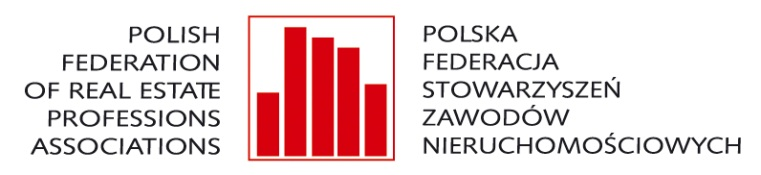 POLISH
FEDERATION
OF REAL ESTATE
PROFESSIONS
ASSOCIATIONS
POLSKA
FEDERACJA
STOWARZYSZEŃ
ZAWODÓW
NIERUCHOMOŚCIOWYCH